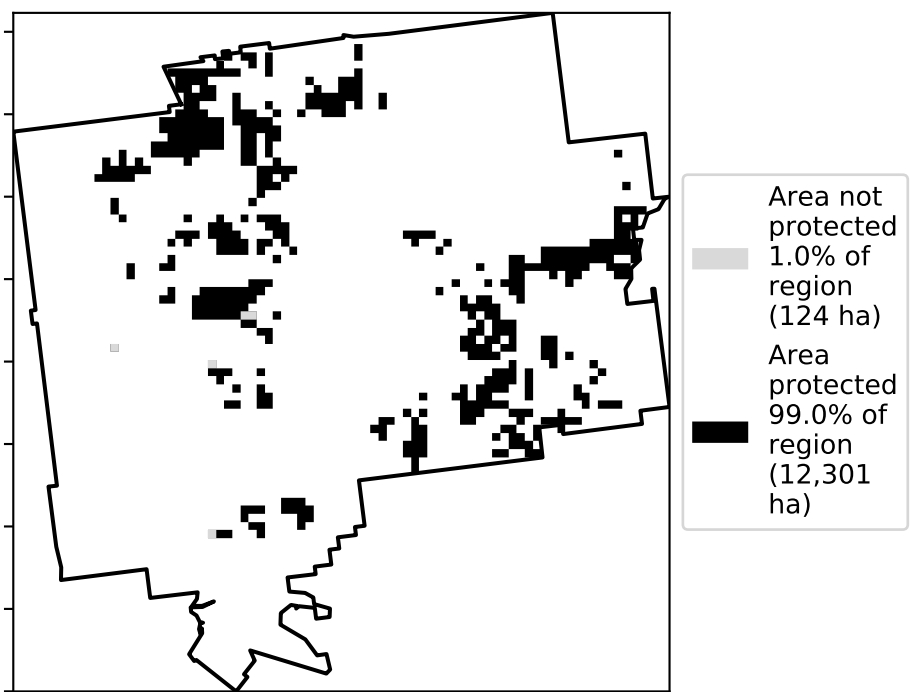 Area not
protected
1.0% of
region
(124 ha)
Area
protected
99.0% of
region
(12,301
ha)